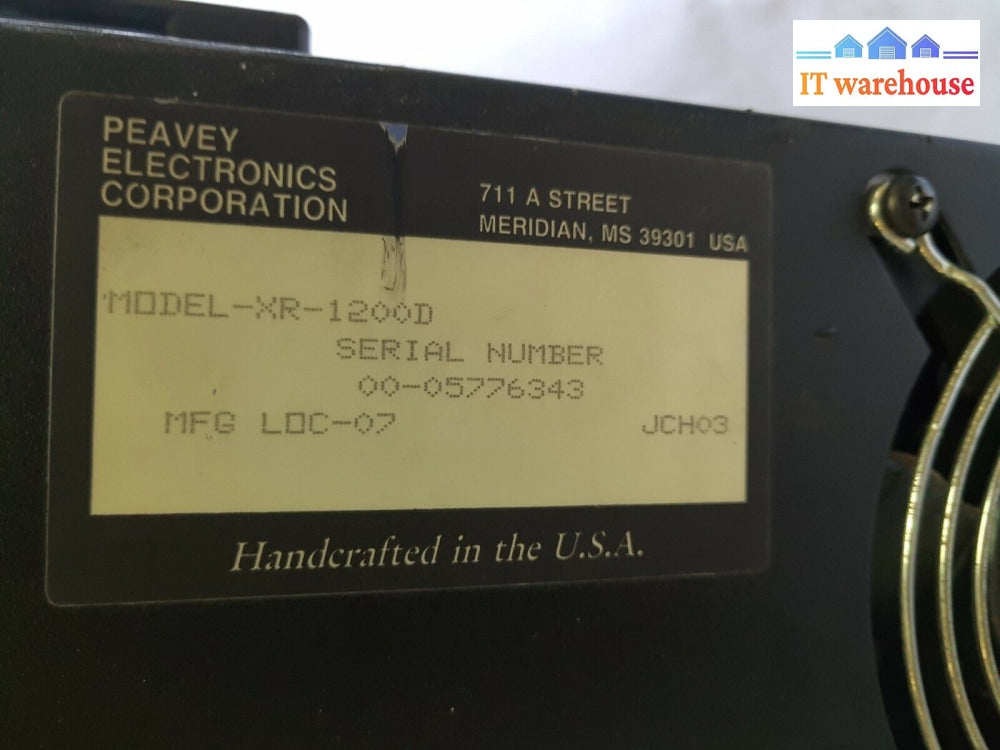 IT warehouse
PEAVEY
ELECTRONICS
CORPORATION
711 A STREET
MERIDIAN, MS 39301 USA
MODEL-XR-1200D
SERIAL NUMBER
00-05776343
MFG LOC-07 JCH03
Handcrafted in the U.S.A.